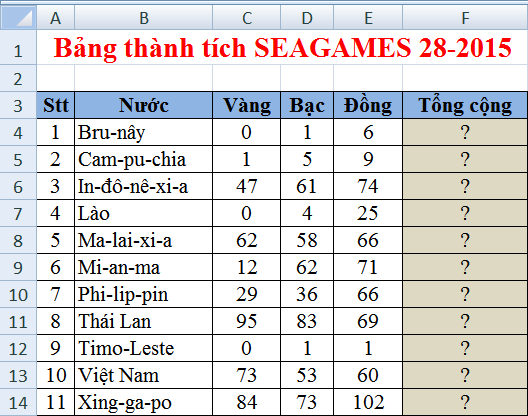 A B C D E F
1 Bảng thành tích SEAGAMES 28-2015
2
3 Stt Nước Vàng Bạc Đồng Tổng cộng
4 1 Bru-nây 0 1 6 ?
5 2 Cam-pu-chia 1 5 9 ?
6 3 In-đô-nê-xi-a 47 61 74 ?
7 4 Lào 0 4 25 ?
8 5 Ma-lai-xi-a 62 58 66 ?
9 6 Mi-an-ma 12 62 71 ?
10 7 Phi-lip-pin 29 36 66 ?
11 8 Thái Lan 95 83 69 ?
12 9 Timo-Leste 0 1 1 ?
13 10 Việt Nam 73 53 60 ?
14 11 Xing-ga-po 84 73 102 ?